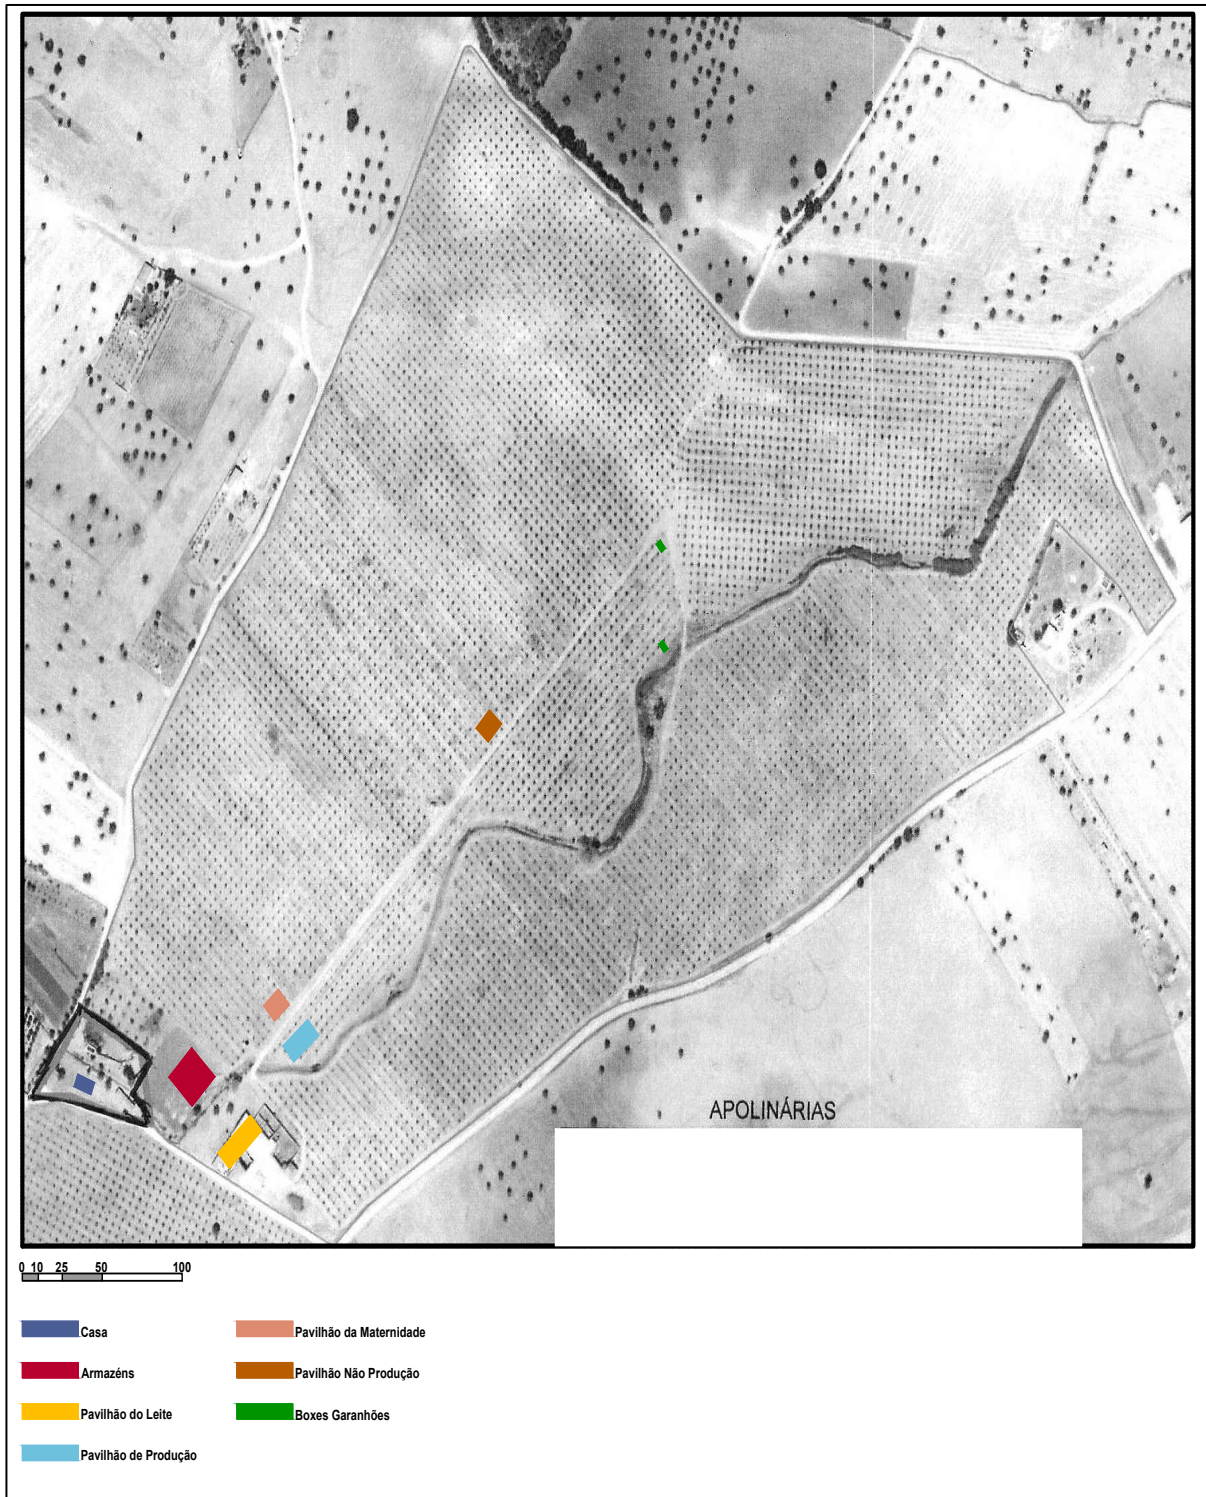 APOLINÁRIAS
0 10 25 50 100
Casa
Armazéns
Pavilhão do Leite
Pavilhão de Produção
Pavilhão da Maternidade
Pavilhão Não Produção
Boxes Garanhões